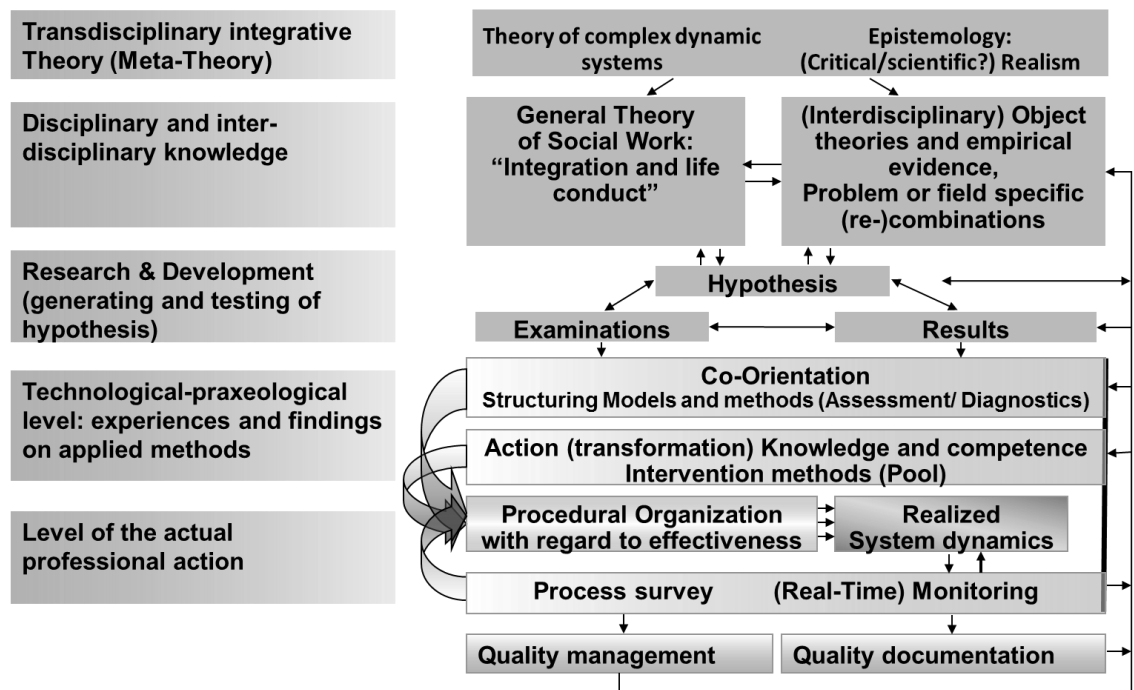 Transdisciplinary integrative
Theory (Meta-Theory)
Theory of complex dynamic
systems
Epistemology:
(Critical/scientific?) Realism
Disciplinary and inter-
disciplinary knowledge
General Theory
of Social Work:
“Integration and life
conduct”
(Interdisciplinary) Object
theories and empirical
evidence,
Problem or field specific
(re-)combinations
Research & Development
(generating and testing of
hypothesis)
Hypothesis
Examinations
Results
Technological-praxeological
level: experiences and findings
on applied methods
Co-Orientation
Structuring Models and methods (Assessment/ Diagnostics)
Action (transformation) Knowledge and competence
Intervention methods (Pool)
Level of the actual
professional action
Procedural Organization
with regard to effectiveness
Realized
System dynamics
Process survey
(Real-Time) Monitoring
Quality management
Quality documentation